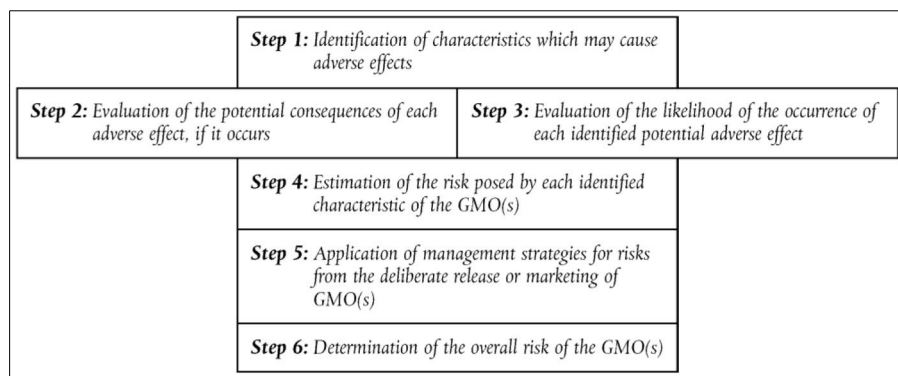 Step 1: Identification of characteristics which may cause
adverse effects
Step 2: Evaluation of the potential consequences of each
adverse effect, if it occurs
Step 3: Evaluation of the likelihood of the occurrence of
each identified potential adverse effect
Step 4: Estimation of the risk posed by each identified
characteristic of the GMO(s)
Step 5: Application of management strategies for risks
from the deliberate release or marketing of
GMO(s)
Step 6: Determination of the overall risk of the GMO(s)